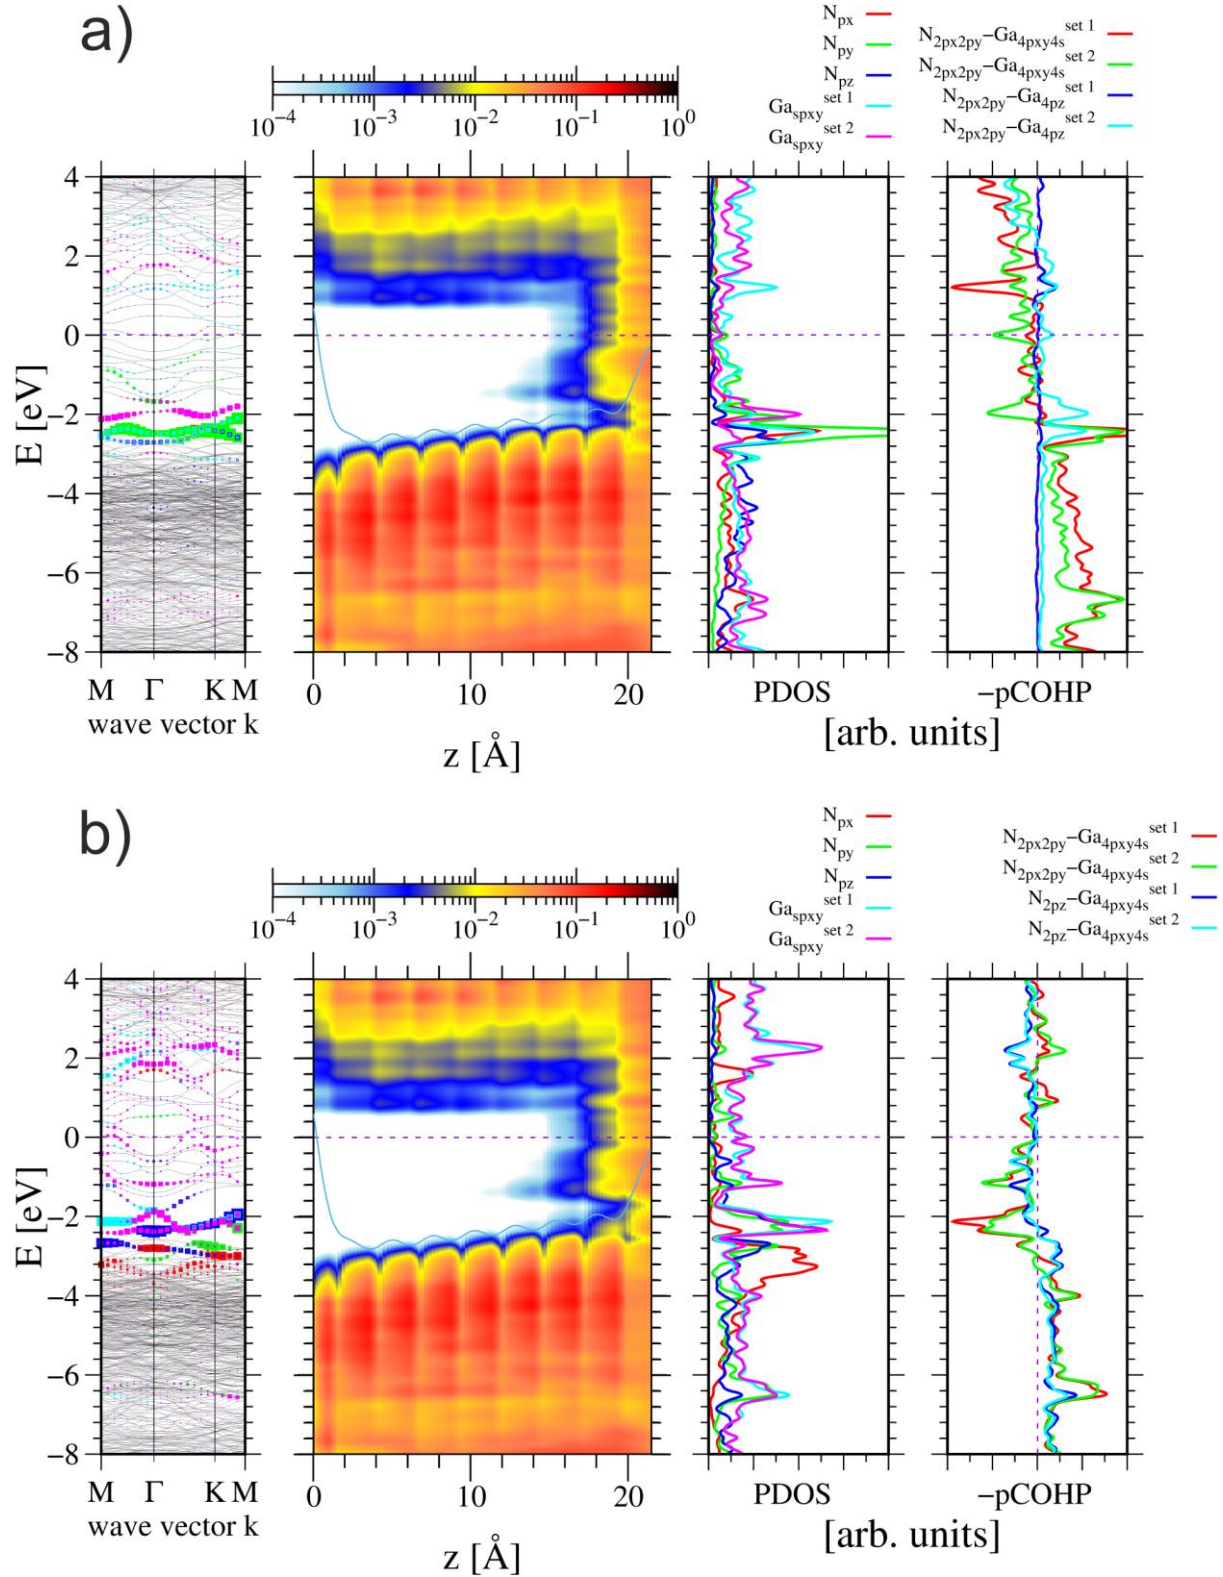 a)
N_px
N_py
N_pz
Ga_spxy^set 1
Ga_spxy^set 2
N_2px2py−Ga_4pxy4s^set 1
N_2px2py−Ga_4pxy4s^set 2
N_2px2py−Ga_4pz^set 1
N_2px2py−Ga_4pz^set 2
10^−4 10^−3 10^−2 10^−1 10^0
4
2
0
−2
−4
−6
−8
E [eV]
M Γ K M
wave vector k
0 10 20
z [Å]
PDOS
−pCOHP
[arb. units]
b)
N_px
N_py
N_pz
Ga_spxy^set 1
Ga_spxy^set 2
N_2px2py−Ga_4pxy4s^set 1
N_2px2py−Ga_4pxy4s^set 2
N_2pz−Ga_4pxy4s^set 1
N_2pz−Ga_4pxy4s^set 2
10^−4 10^−3 10^−2 10^−1 10^0
4
2
0
−2
−4
−6
−8
E [eV]
M Γ K M
wave vector k
0 10 20
z [Å]
PDOS
−pCOHP
[arb. units]